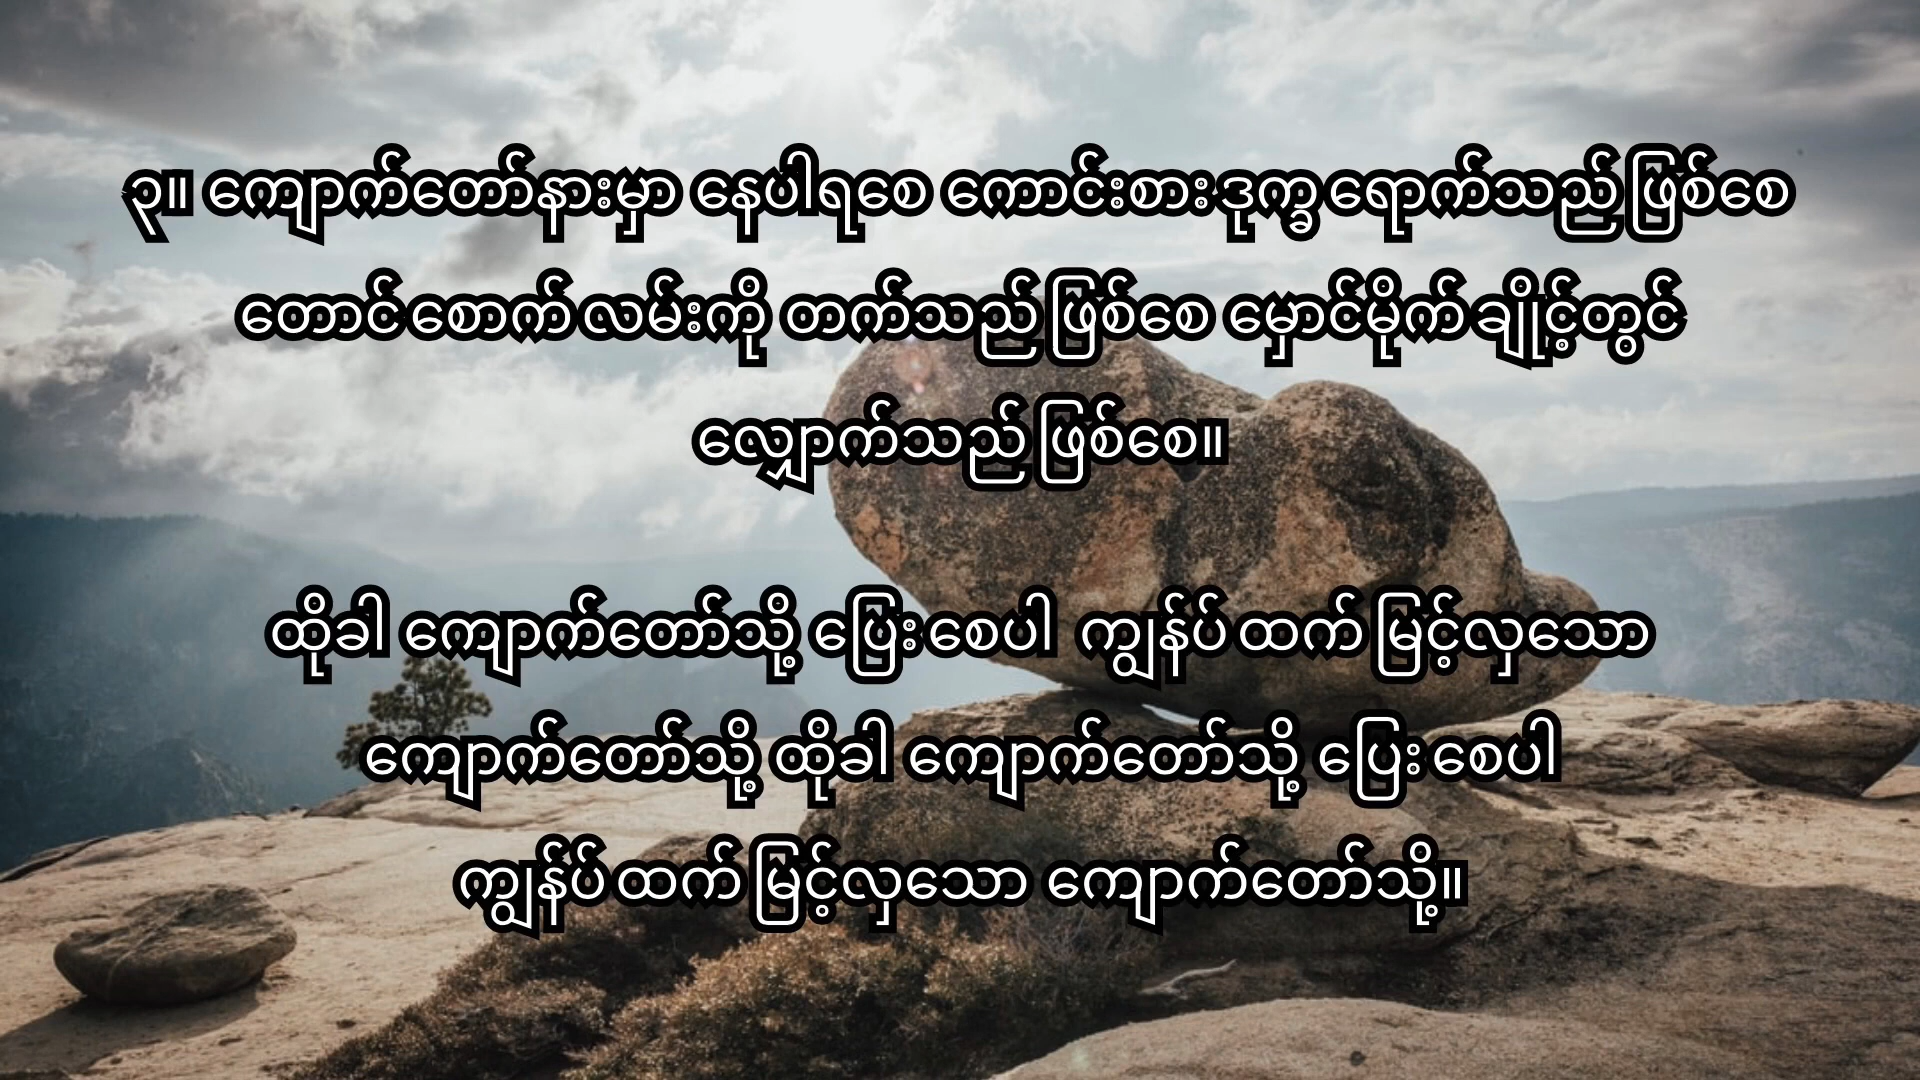 ၃။ ကျောက်တော်နားမှာ နေပါရစေ ကောင်းစားဒုက္ခ ရောက်သည် ဖြစ်စေ
တောင်စောက် လမ်းကို တက်သည် ဖြစ်စေ မှောင်မိုက် ချိုင့်တွင်
လျှောက်သည် ဖြစ်စေ။
ထိုခါ ကျောက်တော်သို့ ပြေးစေပါ ကျွန်ုပ် ထက် မြင့်လှသော
ကျောက်တော်သို့ ထိုခါ ကျောက်တော်သို့ ပြေးစေပါ
ကျွန်ုပ် ထက် မြင့်လှသော ကျောက်တော်သို့။